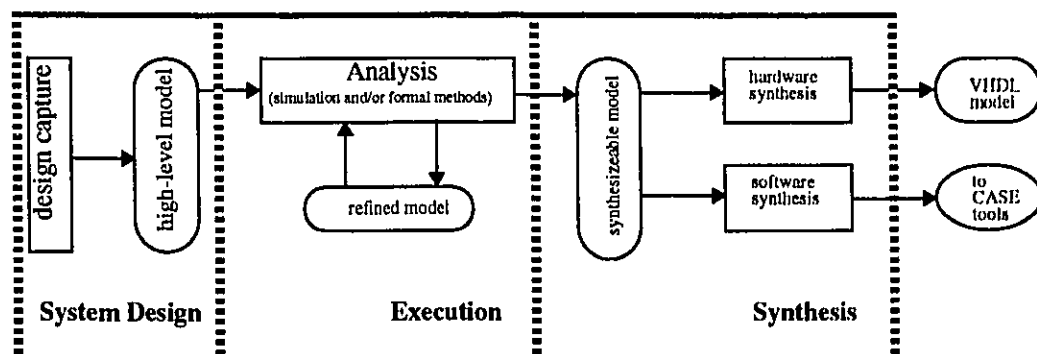 design capture
high-level model
Analysis
(simulation and/or formal methods)
refined model
synthesizeable model
hardware
synthesis
software
synthesis
VHDL
model
to
CASE
tools
System Design
Execution
Synthesis